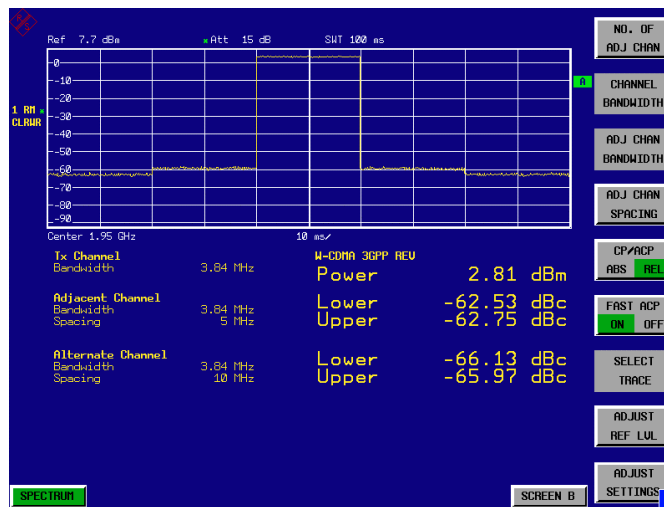 Ref 7.7 dBm *Att 15 dB SWT 100 ms
NO. OF
ADJ CHAN
0
-10
-20
-30
-40
-50
-60
-70
-80
-90
A
1 RM *
CLRWR
CHANNEL
BANDWIDTH
ADJ CHAN
BANDWIDTH
ADJ CHAN
SPACING
Center 1.95 GHz 10 ms/
Tx Channel W-CDMA 3GPP REV
Bandwidth 3.84 MHz Power 2.81 dBm
CP/ACP
ABS REL
Adjacent Channel Lower -62.53 dBc
Bandwidth 3.84 MHz Upper -62.75 dBc
Spacing 5 MHz
FAST ACP
ON OFF
Alternate Channel Lower -66.13 dBc
Bandwidth 3.84 MHz Upper -65.97 dBc
Spacing 10 MHz
SELECT
TRACE
ADJUST
REF LVL
ADJUST
SETTINGS
SPECTRUM SCREEN B